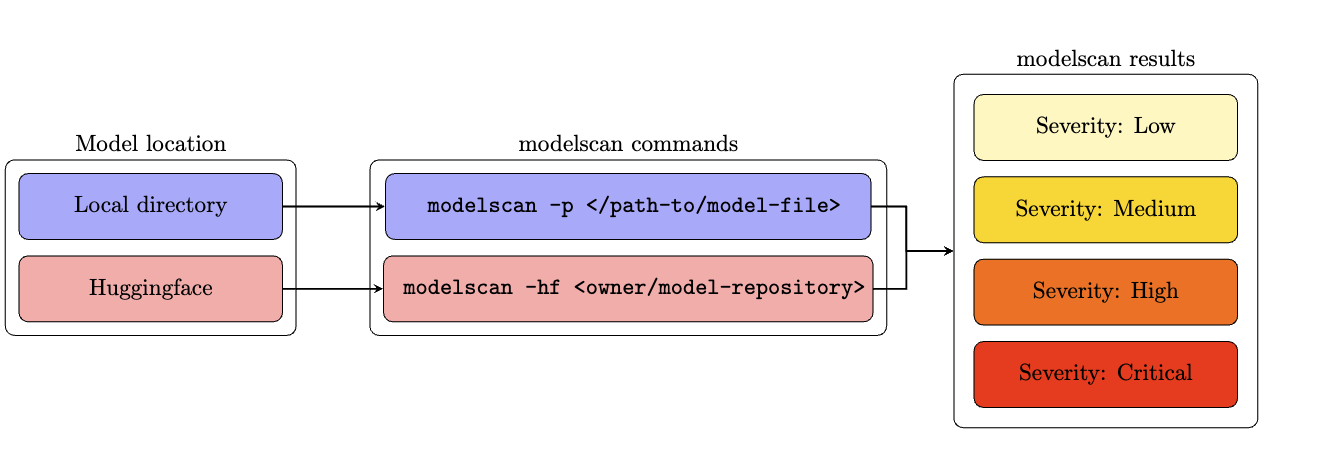 Model location
Local directory
Huggingface
modelscan commands
modelscan -p </path-to/model-file>
modelscan -hf <owner/model-repository>
modelscan results
Severity: Low
Severity: Medium
Severity: High
Severity: Critical